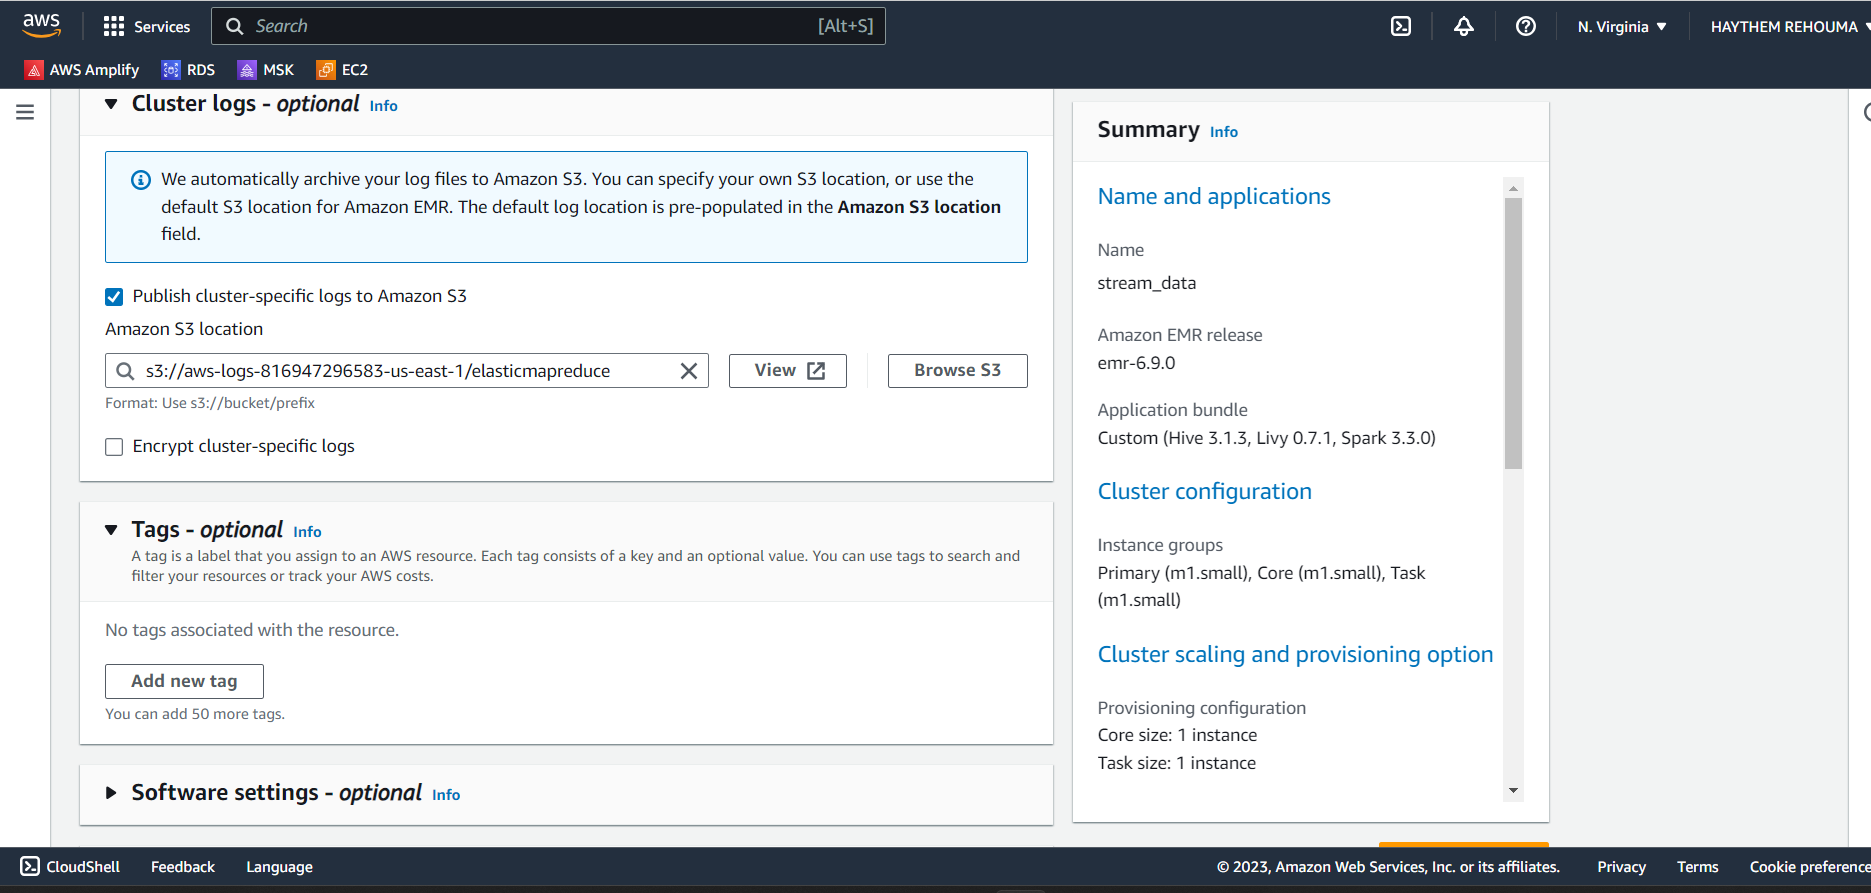 aws
Services
Search
[Alt+S]
N. Virginia
HAYTHEM REHOUMA
AWS Amplify
RDS
MSK
EC2
Cluster logs - optional Info
We automatically archive your log files to Amazon S3. You can specify your own S3 location, or use the
default S3 location for Amazon EMR. The default log location is pre-populated in the Amazon S3 location
field.
Publish cluster-specific logs to Amazon S3
Amazon S3 location
s3://aws-logs-816947296583-us-east-1/elasticmapreduce
View
Browse S3
Format: Use s3://bucket/prefix
Encrypt cluster-specific logs
Tags - optional Info
A tag is a label that you assign to an AWS resource. Each tag consists of a key and an optional value. You can use tags to search and
filter your resources or track your AWS costs.
No tags associated with the resource.
Add new tag
You can add 50 more tags.
Software settings - optional Info
Summary Info
Name and applications
Name
stream_data
Amazon EMR release
emr-6.9.0
Application bundle
Custom (Hive 3.1.3, Livy 0.7.1, Spark 3.3.0)
Cluster configuration
Instance groups
Primary (m1.small), Core (m1.small), Task
(m1.small)
Cluster scaling and provisioning option
Provisioning configuration
Core size: 1 instance
Task size: 1 instance
CloudShell
Feedback
Language
© 2023, Amazon Web Services, Inc. or its affiliates.
Privacy
Terms
Cookie preference